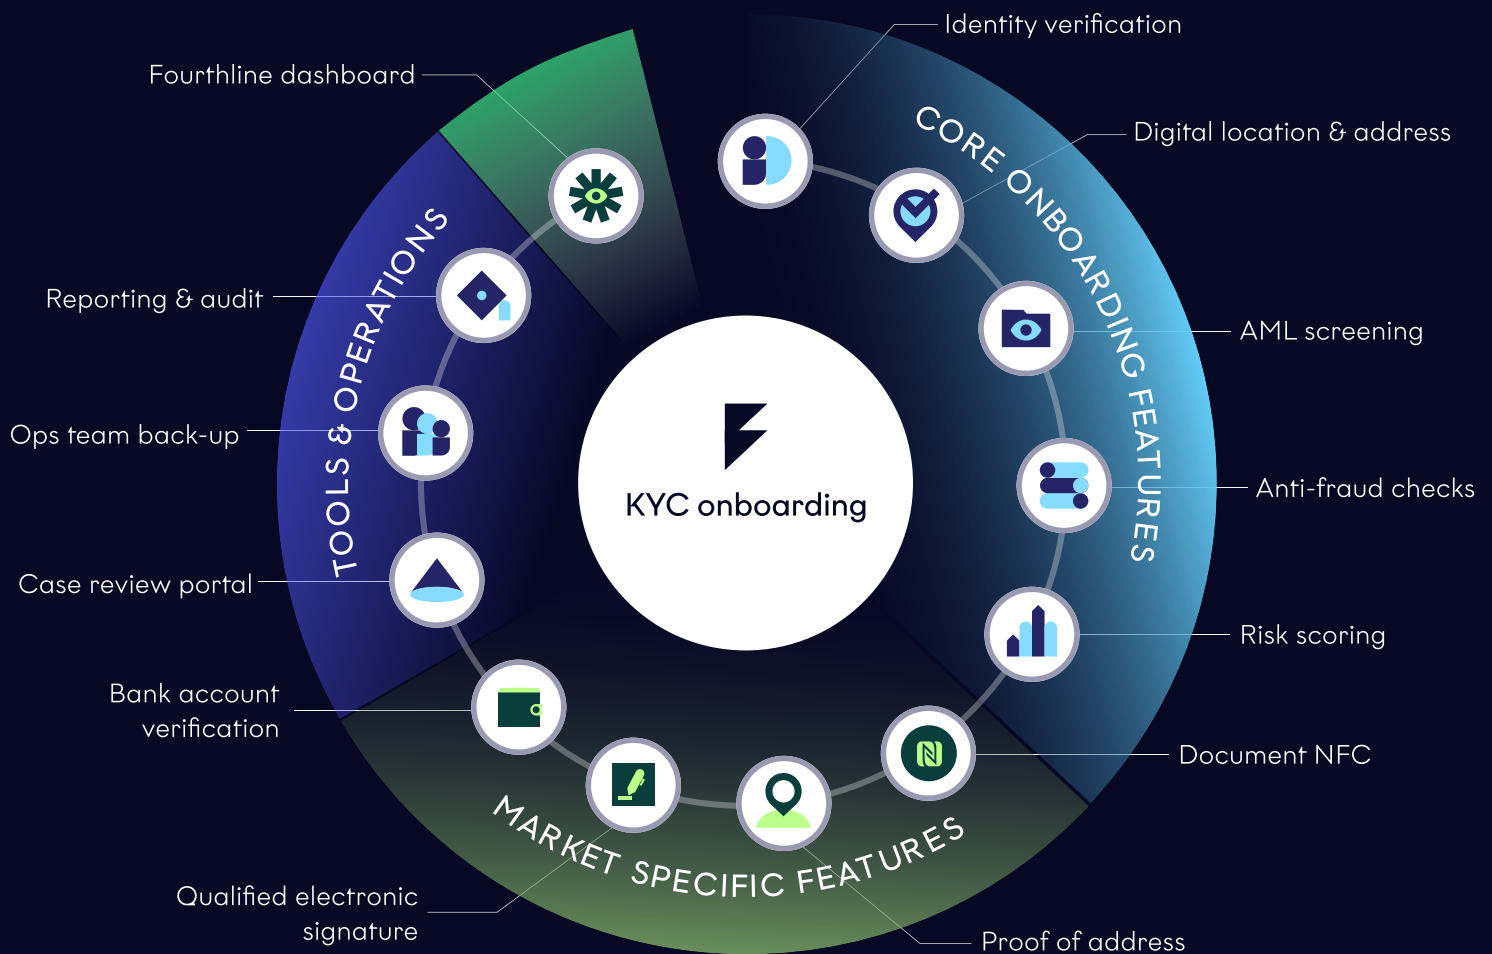 Identity verification
Fourthline dashboard
Digital location & address
CORE ONBOARDING FEATURES
TOOLS & OPERATIONS
Reporting & audit
AML screening
Ops team back-up
KYC onboarding
Anti-fraud checks
Case review portal
Risk scoring
Bank account
verification
Document NFC
MARKET SPECIFIC FEATURES
Qualified electronic
signature
Proof of address